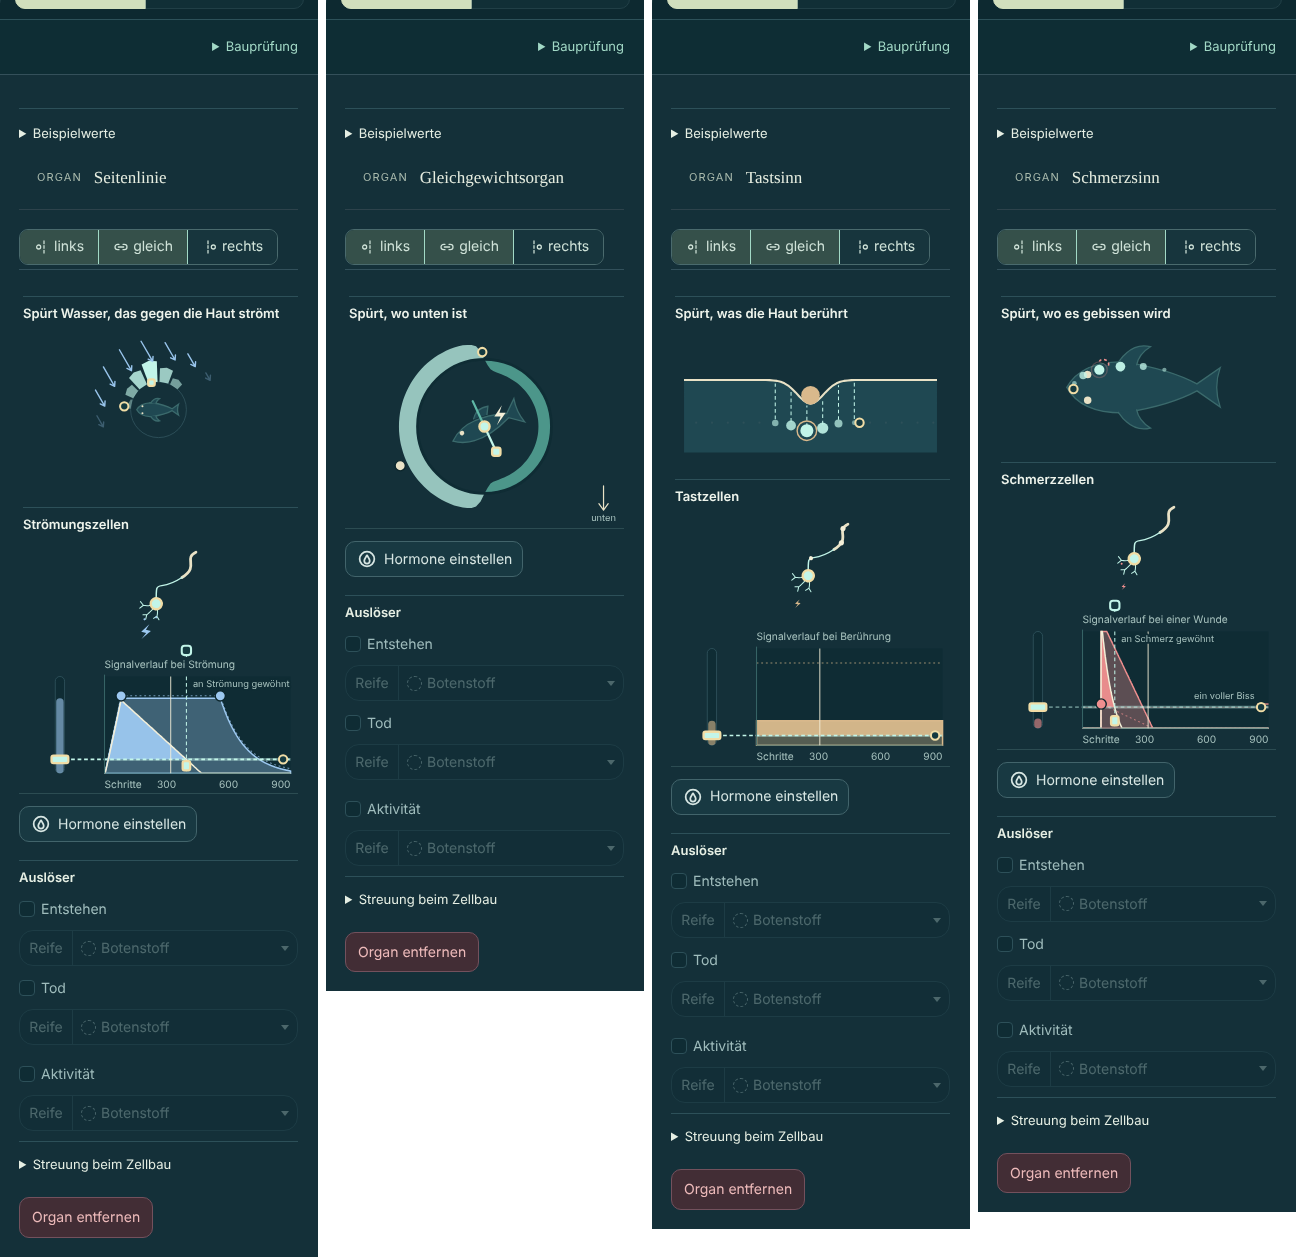 Bauprüfung
Beispielwerte
ORGAN Seitenlinie
links gleich rechts
Spürt Wasser, das gegen die Haut strömt
Strömungszellen
Signalverlauf bei Strömung
an Strömung gewöhnt
Schritte 300 600 900
Hormone einstellen
Auslöser
Entstehen
Reife Botenstoff
Tod
Reife Botenstoff
Aktivität
Reife Botenstoff
Streuung beim Zellbau
Organ entfernen
Bauprüfung
Beispielwerte
ORGAN Gleichgewichtsorgan
links gleich rechts
Spürt, wo unten ist
unten
Hormone einstellen
Auslöser
Entstehen
Reife Botenstoff
Tod
Reife Botenstoff
Aktivität
Reife Botenstoff
Streuung beim Zellbau
Organ entfernen
Bauprüfung
Beispielwerte
ORGAN Tastsinn
links gleich rechts
Spürt, was die Haut berührt
Tastzellen
Signalverlauf bei Berührung
Schritte 300 600 900
Hormone einstellen
Auslöser
Entstehen
Reife Botenstoff
Tod
Reife Botenstoff
Aktivität
Reife Botenstoff
Streuung beim Zellbau
Organ entfernen
Bauprüfung
Beispielwerte
ORGAN Schmerzsinn
links gleich rechts
Spürt, wo es gebissen wird
Schmerzzellen
Signalverlauf bei einer Wunde
an Schmerz gewöhnt
ein voller Biss
Schritte 300 600 900
Hormone einstellen
Auslöser
Entstehen
Reife Botenstoff
Tod
Reife Botenstoff
Aktivität
Reife Botenstoff
Streuung beim Zellbau
Organ entfernen